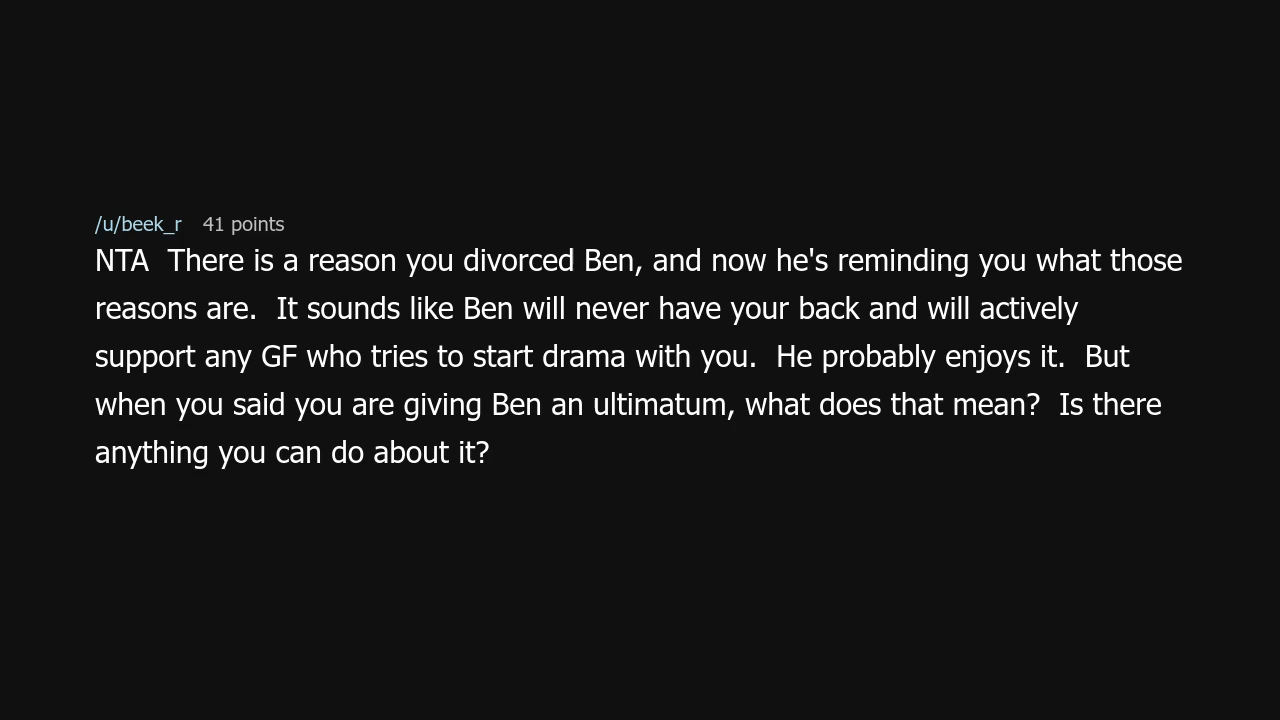 /u/beek_r 41 points
NTA  There is a reason you divorced Ben, and now he's reminding you what those
reasons are.  It sounds like Ben will never have your back and will actively
support any GF who tries to start drama with you.  He probably enjoys it.  But
when you said you are giving Ben an ultimatum, what does that mean?  Is there
anything you can do about it?